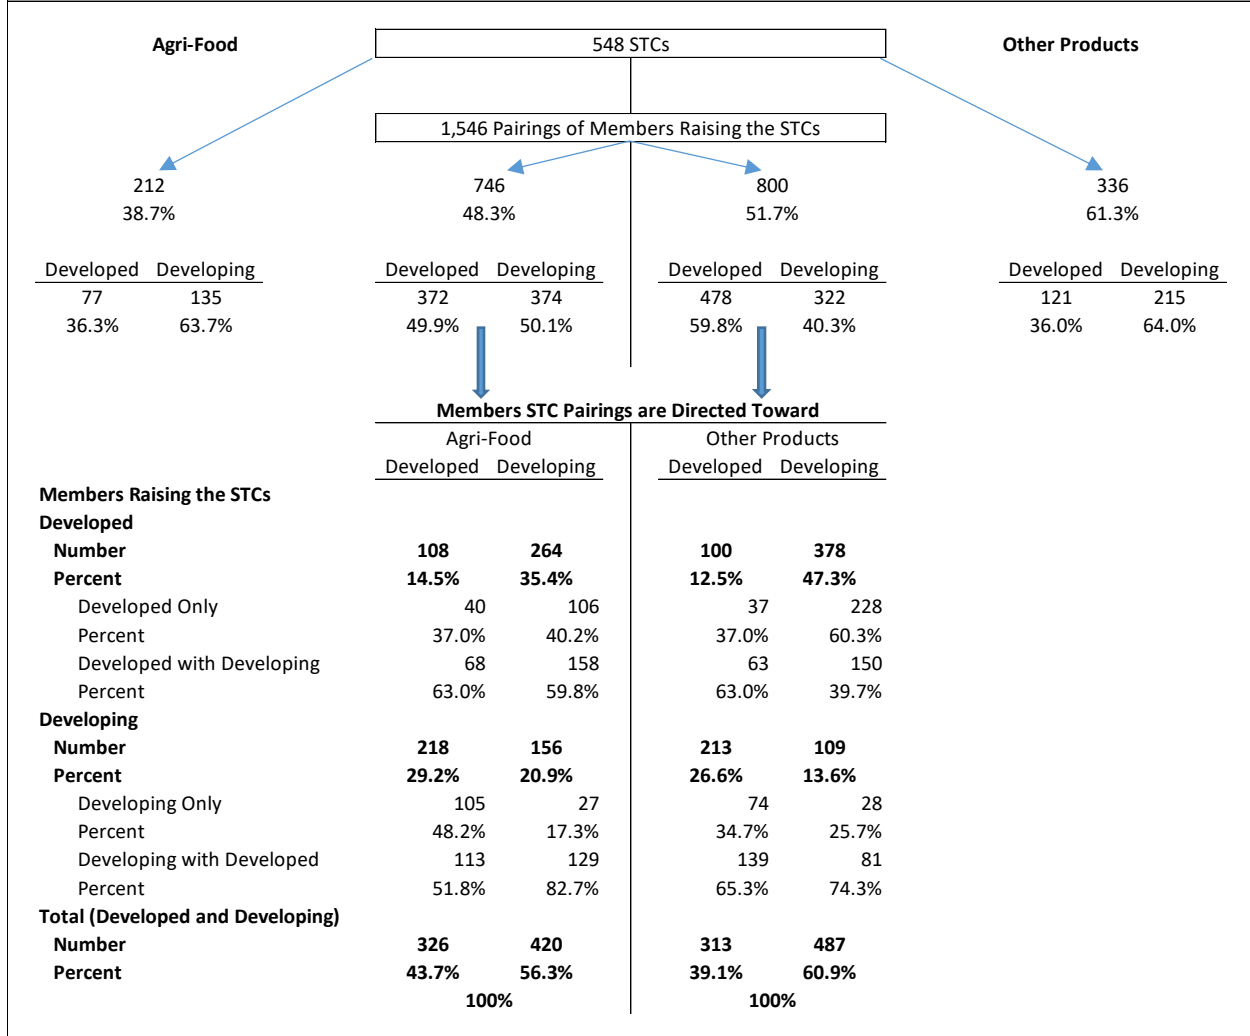 Agri-Food 548 STCs Other Products
1,546 Pairings of Members Raising the STCs
212 746 800 336
38.7% 48.3% 51.7% 61.3%
Developed Developing Developed Developing Developed Developing Developed Developing
77 135 372 374 478 322 121 215
36.3% 63.7% 49.9% 50.1% 59.8% 40.3% 36.0% 64.0%
Members STC Pairings are Directed Toward
Agri-Food Other Products
Developed Developing Developed Developing
Members Raising the STCs
Developed
Number 108 264 100 378
Percent 14.5% 35.4% 12.5% 47.3%
Developed Only 40 106 37 228
Percent 37.0% 40.2% 37.0% 60.3%
Developed with Developing 68 158 63 150
Percent 63.0% 59.8% 63.0% 39.7%
Developing
Number 218 156 213 109
Percent 29.2% 20.9% 26.6% 13.6%
Developing Only 105 27 74 28
Percent 48.2% 17.3% 34.7% 25.7%
Developing with Developed 113 129 139 81
Percent 51.8% 82.7% 65.3% 74.3%
Total (Developed and Developing)
Number 326 420 313 487
Percent 43.7% 56.3% 39.1% 60.9%
100% 100%